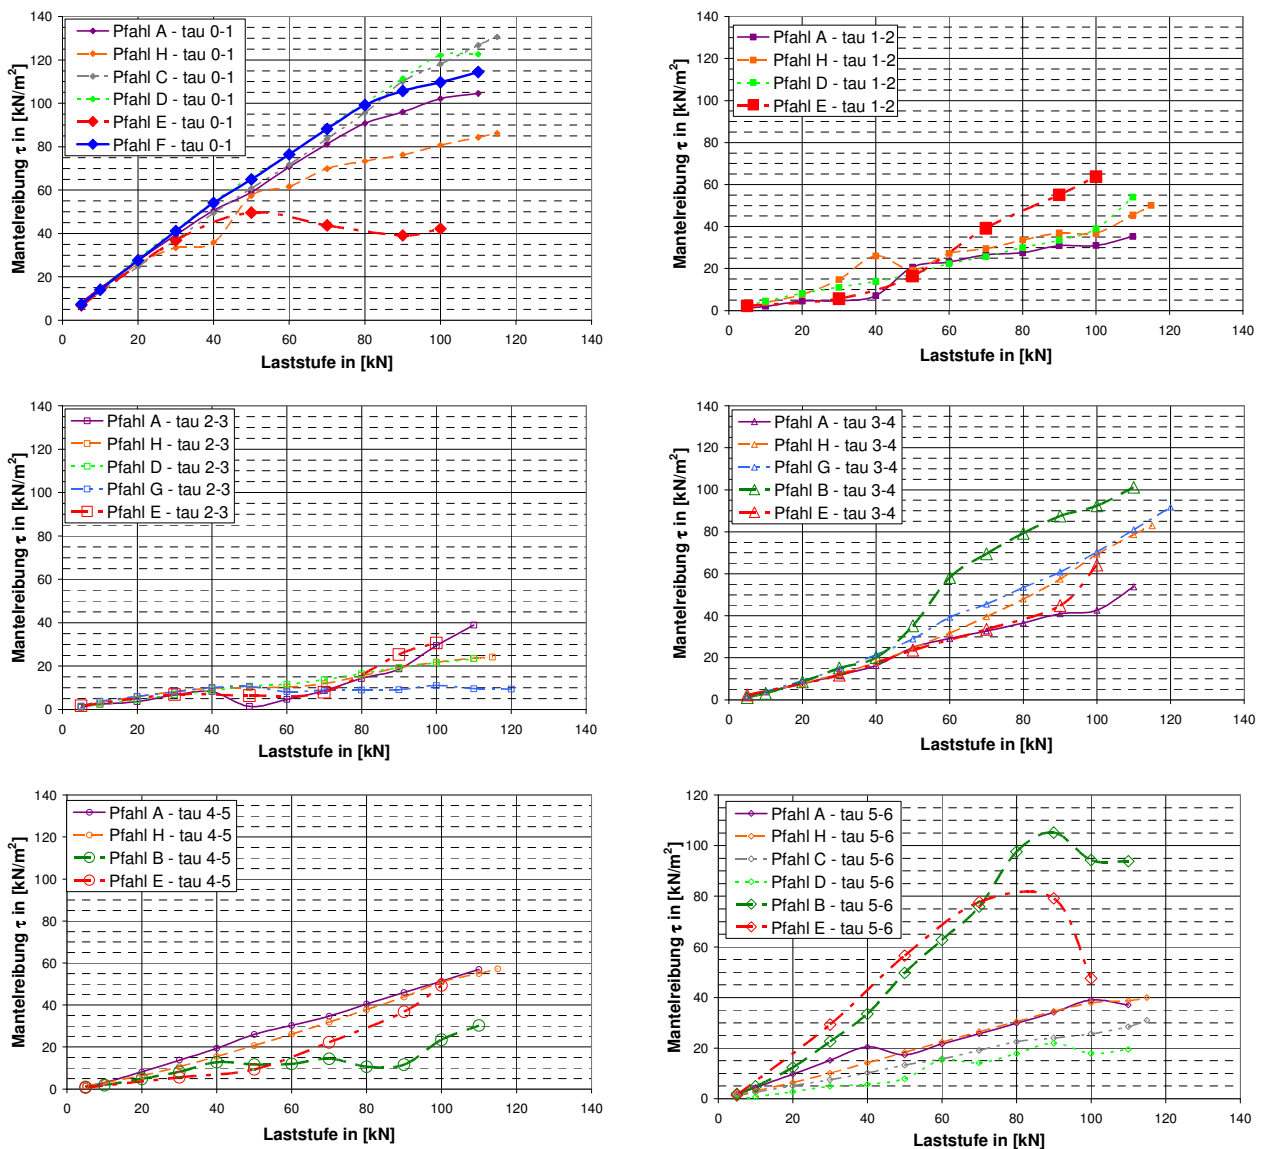 140
120
100
80
60
40
20
0
Mantelreibung τ in [kN/m²]
Pfahl A - tau 0-1
Pfahl H - tau 0-1
Pfahl C - tau 0-1
Pfahl D - tau 0-1
Pfahl E - tau 0-1
Pfahl F - tau 0-1
0 20 40 60 80 100 120 140
Laststufe in [kN]
140
120
100
80
60
40
20
0
Mantelreibung τ in [kN/m²]
Pfahl A - tau 1-2
Pfahl H - tau 1-2
Pfahl D - tau 1-2
Pfahl E - tau 1-2
0 20 40 60 80 100 120 140
Laststufe in [kN]
140
120
100
80
60
40
20
0
Mantelreibung τ in [kN/m²]
Pfahl A - tau 2-3
Pfahl H - tau 2-3
Pfahl D - tau 2-3
Pfahl G - tau 2-3
Pfahl E - tau 2-3
0 20 40 60 80 100 120 140
Laststufe in [kN]
140
120
100
80
60
40
20
0
Mantelreibung τ in [kN/m²]
Pfahl A - tau 3-4
Pfahl H - tau 3-4
Pfahl G - tau 3-4
Pfahl B - tau 3-4
Pfahl E - tau 3-4
0 20 40 60 80 100 120 140
Laststufe in [kN]
140
120
100
80
60
40
20
0
Mantelreibung τ in [kN/m²]
Pfahl A - tau 4-5
Pfahl H - tau 4-5
Pfahl B - tau 4-5
Pfahl E - tau 4-5
0 20 40 60 80 100 120 140
Laststufe in [kN]
120
100
80
60
40
20
0
Mantelreibung τ in [kN/m²]
Pfahl A - tau 5-6
Pfahl H - tau 5-6
Pfahl C - tau 5-6
Pfahl D - tau 5-6
Pfahl B - tau 5-6
Pfahl E - tau 5-6
0 20 40 60 80 100 120 140
Laststufe in [kN]